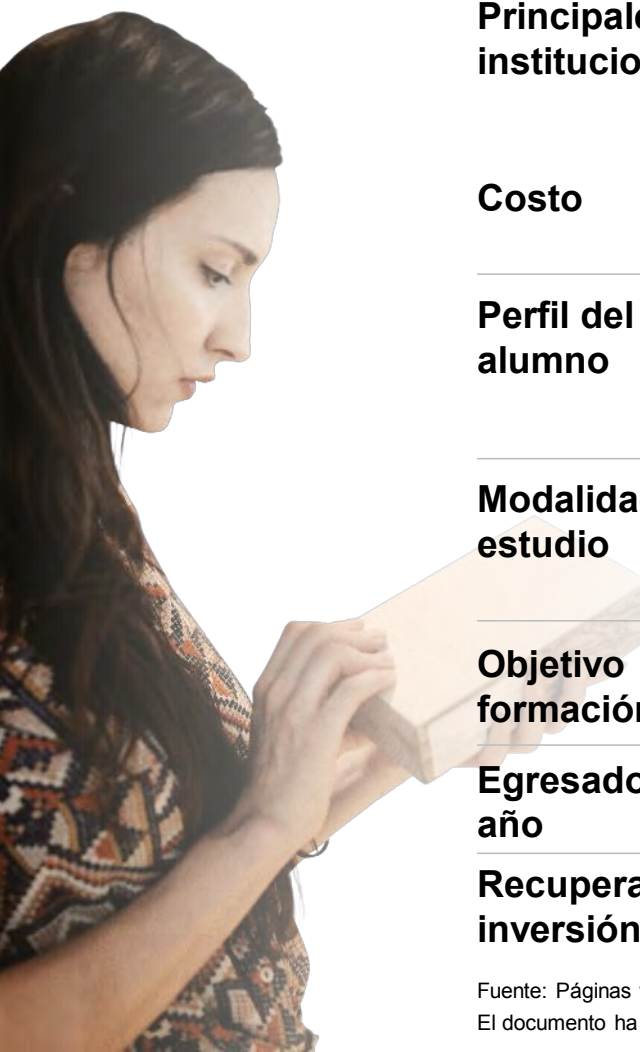 Principale
institucio
Costo
Perfil del
alumno
Modalida
estudio
Objetivo
formación
Egresado
año
Recupera
inversión
Fuente: Páginas
El documento ha